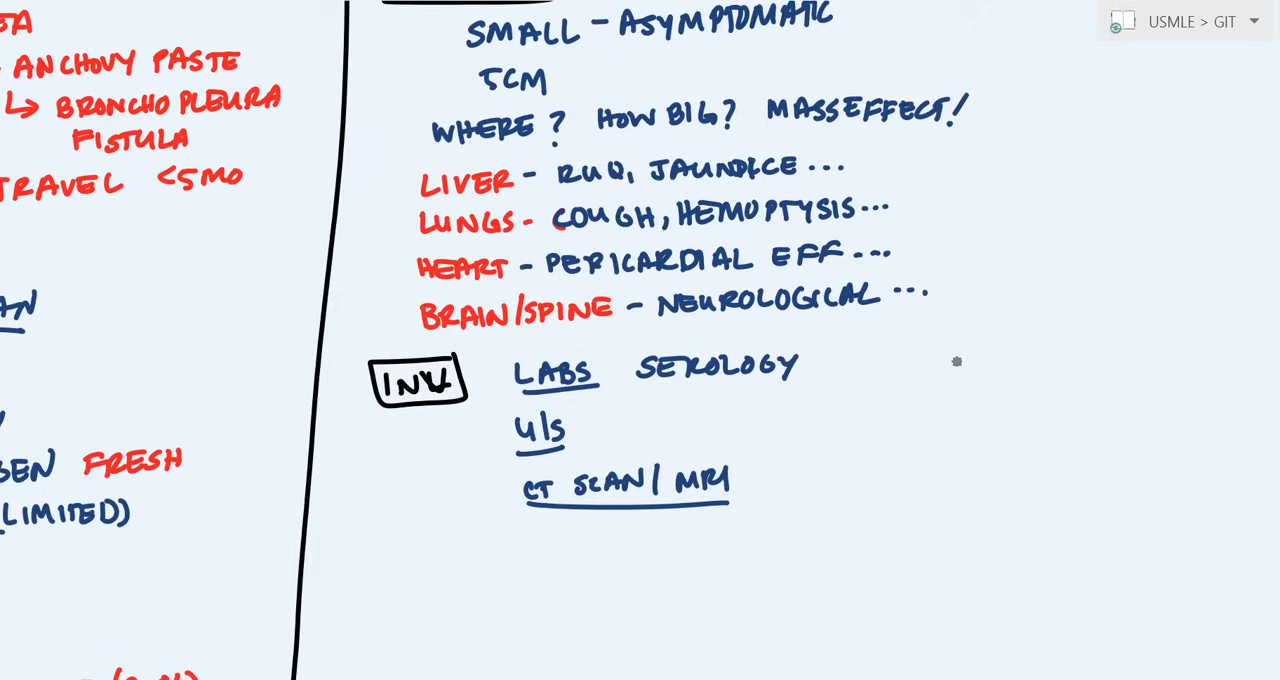 USMLE > GIT
ANCHOVY PASTE
↳ BRONCHO PLEURA
FISTULA
TRAVEL <5MO
FRESH
(LIMITED)
SMALL - ASYMPTOMATIC
5CM
WHERE? HOW BIG? MASS EFFECT!
LIVER - RUQ, JAUNDICE ...
LUNGS - COUGH, HEMOPTYSIS...
HEART - PERICARDIAL EFF...
BRAIN/SPINE - NEUROLOGICAL ...
INV LABS SEROLOGY
U/S
CT SCAN/ MRI